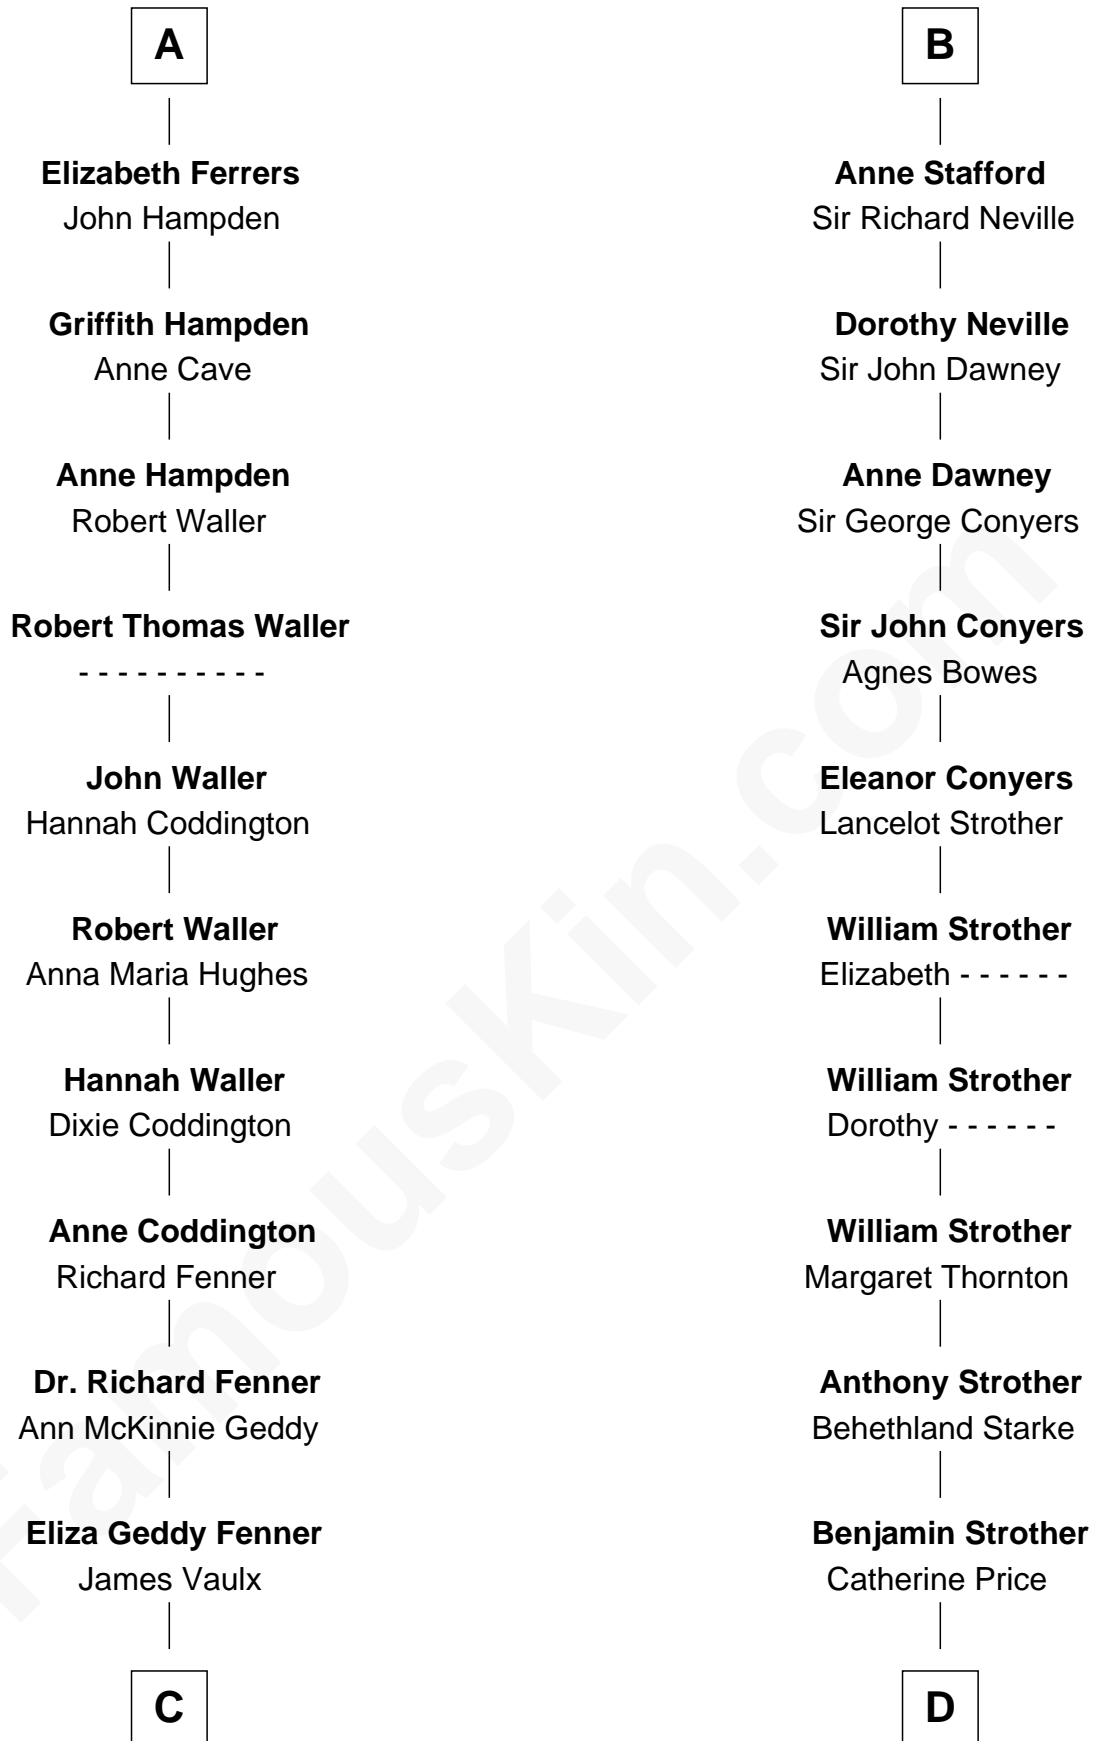 A
Elizabeth Ferrers
John Hampden
Griffith Hampden
Anne Cave
Anne Hampden
Robert Waller
Robert Thomas Waller
- - - - - - - - - -
John Waller
Hannah Coddington
Robert Waller
Anna Maria Hughes
Hannah Waller
Dixie Coddington
Anne Coddington
Richard Fenner
Dr. Richard Fenner
Ann McKinnie Geddy
Eliza Geddy Fenner
James Vaulx
C
B
Anne Stafford
Sir Richard Neville
Dorothy Neville
Sir John Dawney
Anne Dawney
Sir George Conyers
Sir John Conyers
Agnes Bowes
Eleanor Conyers
Lancelot Strother
William Strother
Elizabeth - - - - - -
William Strother
Dorothy - - - - - -
William Strother
Margaret Thornton
Anthony Strother
Behethland Starke
Benjamin Strother
Catherine Price
D
FamousKin.com